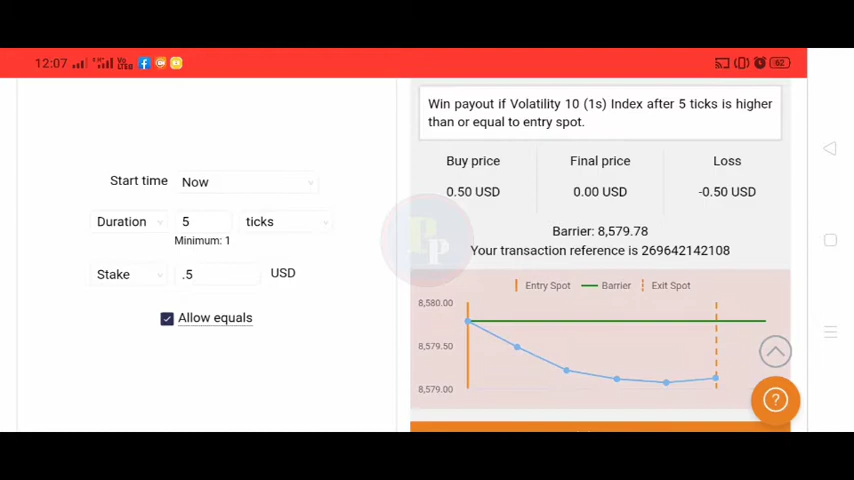 12:07
62
Win payout if Volatility 10 (1s) Index after 5 ticks is higher
than or equal to entry spot.
Start time Now
Duration 5 ticks
Minimum: 1
Stake .5 USD
Allow equals
Buy price Final price Loss
0.50 USD 0.00 USD -0.50 USD
Barrier: 8,579.78
Your transaction reference is 269642142108
Entry Spot Barrier Exit Spot
8,580.00
8,579.50
8,579.00
?
PP